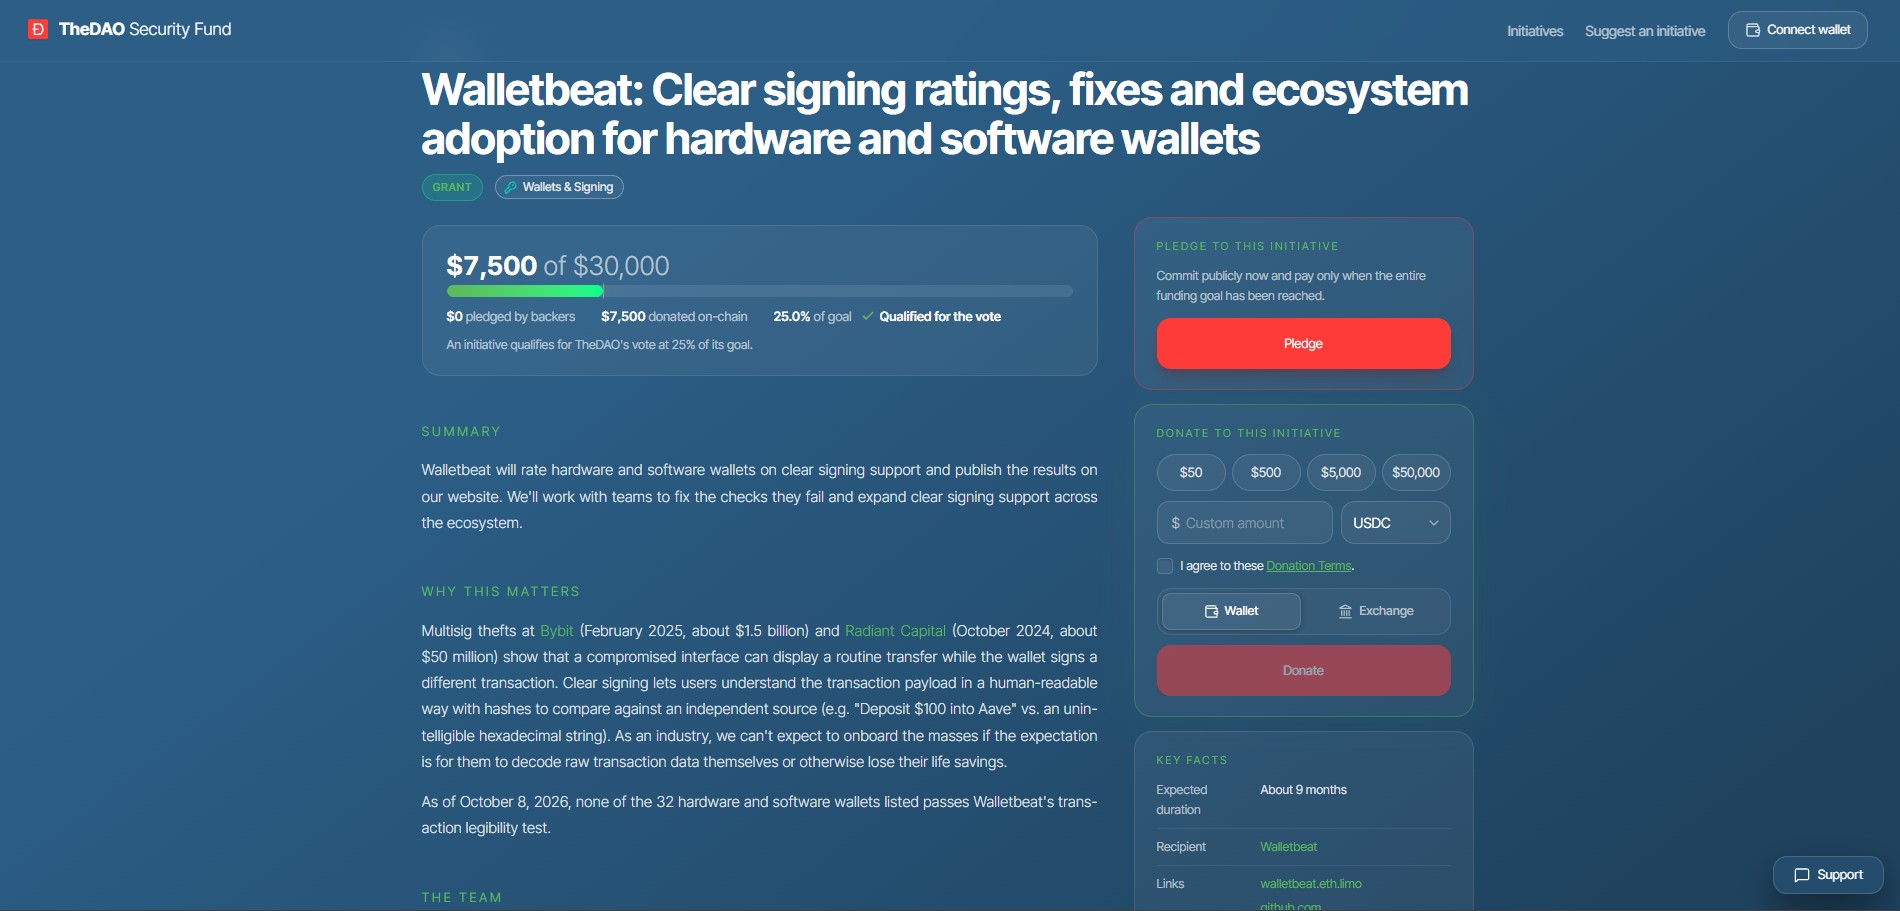 TheDAO Security Fund
Initiatives
Suggest an initiative
Connect wallet
Walletbeat: Clear signing ratings, fixes and ecosystem
adoption for hardware and software wallets
GRANT
Wallets & Signing
$7,500 of $30,000
$0 pledged by backers
$7,500 donated on-chain
25.0% of goal
Qualified for the vote
An initiative qualifies for TheDAO's vote at 25% of its goal.
SUMMARY
Walletbeat will rate hardware and software wallets on clear signing support and publish the results on
our website. We'll work with teams to fix the checks they fail and expand clear signing support across
the ecosystem.
WHY THIS MATTERS
Multisig thefts at Bybit (February 2025, about $1.5 billion) and Radiant Capital (October 2024, about
$50 million) show that a compromised interface can display a routine transfer while the wallet signs a
different transaction. Clear signing lets users understand the transaction payload in a human-readable
way with hashes to compare against an independent source (e.g. "Deposit $100 into Aave" vs. an unin-
telligible hexadecimal string). As an industry, we can't expect to onboard the masses if the expectation
is for them to decode raw transaction data themselves or otherwise lose their life savings.
As of October 8, 2026, none of the 32 hardware and software wallets listed passes Walletbeat's trans-
action legibility test.
THE TEAM
PLEDGE TO THIS INITIATIVE
Commit publicly now and pay only when the entire
funding goal has been reached.
Pledge
DONATE TO THIS INITIATIVE
$50
$500
$5,000
$50,000
$ Custom amount
USDC
I agree to these Donation Terms.
Wallet
Exchange
Donate
KEY FACTS
Expected
duration
About 9 months
Recipient
Walletbeat
Links
walletbeat.eth.limo
github.com
Support